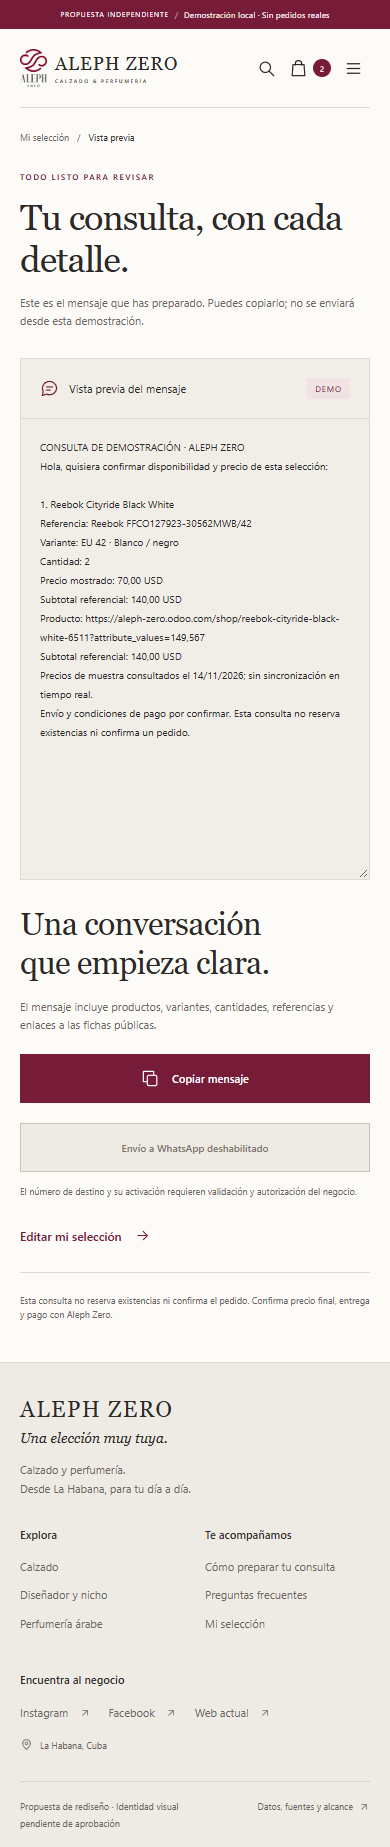 PROPUESTA INDEPENDIENTE / Demostración local · Sin pedidos reales
ALEPH ZERO
CALZADO & PERFUMERÍA
ALEPH
2
Mi selección / Vista previa
TODO LISTO PARA REVISAR
Tu consulta, con cada
detalle.
Este es el mensaje que has preparado. Puedes copiarlo; no se enviará
desde esta demostración.
Vista previa del mensaje
DEMO
CONSULTA DE DEMOSTRACIÓN · ALEPH ZERO
Hola, quisiera confirmar disponibilidad y precio de esta selección:
1. Reebok Cityride Black White
Referencia: Reebok FFCO127923-30562MWB/42
Variante: EU 42 · Blanco / negro
Cantidad: 2
Precio mostrado: 70,00 USD
Subtotal referencial: 140,00 USD
Producto: https://aleph-zero.odoo.com/shop/reebok-cityride-black-
white-6511?attribute_values=149,567
Subtotal referencial: 140,00 USD
Precios de muestra consultados el 14/11/2026; sin sincronización en
tiempo real.
Envío y condiciones de pago por confirmar. Esta consulta no reserva
existencias ni confirma un pedido.
Una conversación
que empieza clara.
El mensaje incluye productos, variantes, cantidades, referencias y
enlaces a las fichas públicas.
Copiar mensaje
Envío a WhatsApp deshabilitado
El número de destino y su activación requieren validación y autorización del negocio.
Editar mi selección →
Esta consulta no reserva existencias ni confirma el pedido. Confirma precio final, entrega
y pago con Aleph Zero.
ALEPH ZERO
Una elección muy tuya.
Calzado y perfumería.
Desde La Habana, para tu día a día.
Explora
Calzado
Diseñador y nicho
Perfumería árabe
Te acompañamos
Cómo preparar tu consulta
Preguntas frecuentes
Mi selección
Encuentra al negocio
Instagram ↗ Facebook ↗ Web actual ↗
La Habana, Cuba
Propuesta de rediseño · Identidad visual
pendiente de aprobación
Datos, fuentes y alcance ↗